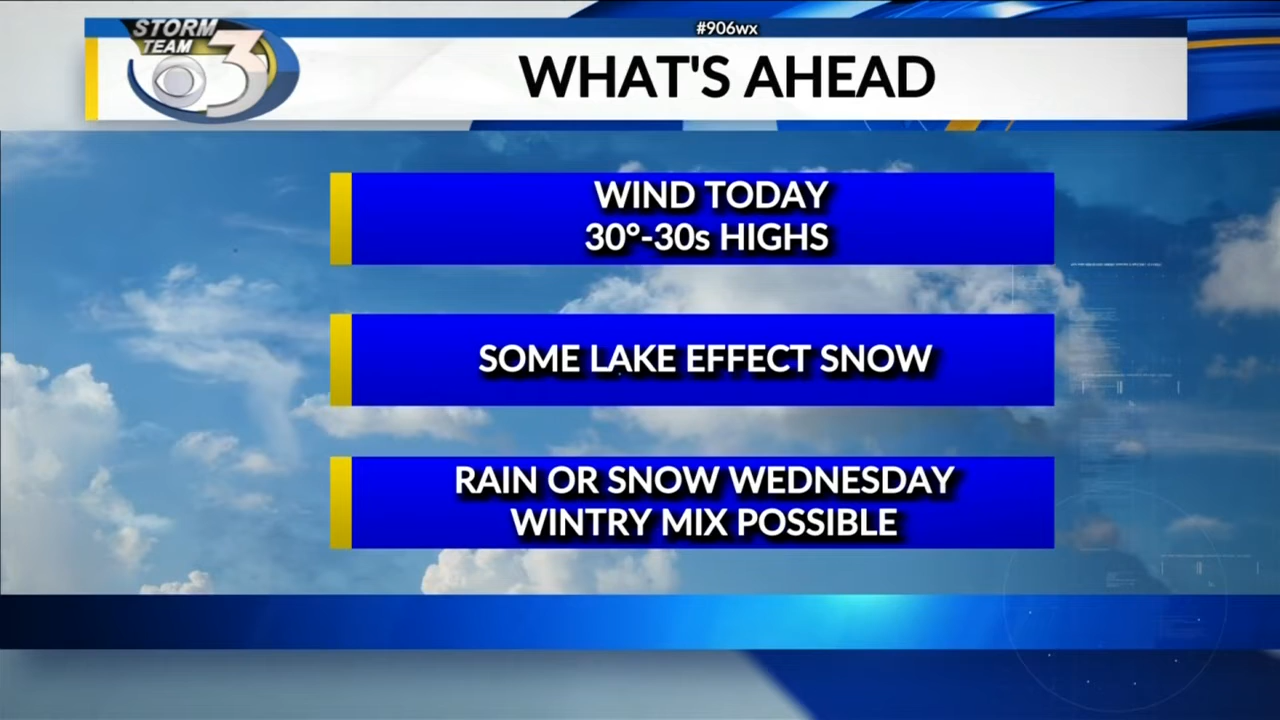 #906wx
STORM
TEAM
3
WHAT'S AHEAD
WIND TODAY
30°-30s HIGHS
SOME LAKE EFFECT SNOW
RAIN OR SNOW WEDNESDAY
WINTRY MIX POSSIBLE